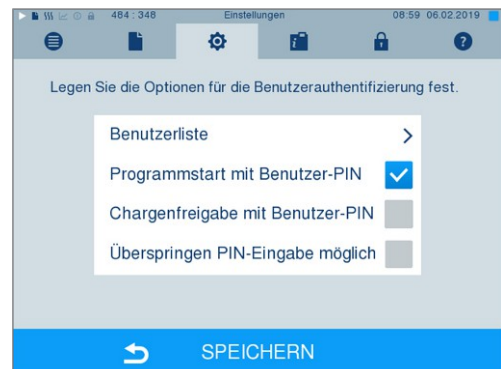 484 : 348 Einstellungen 08:59 06.02.2019
Legen Sie die Optionen für die Benutzerauthentifizierung fest.
Benutzerliste
Programmstart mit Benutzer-PIN
Chargenfreigabe mit Benutzer-PIN
Überspringen PIN-Eingabe möglich
SPEICHERN